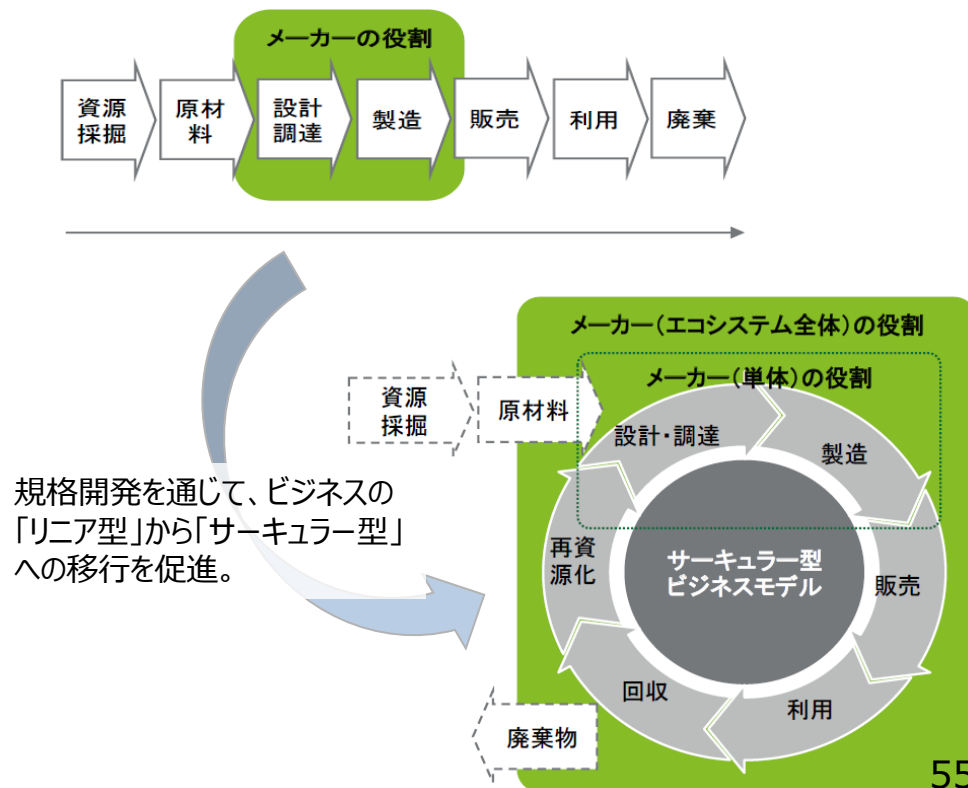 メーカーの役割
資源
採掘
原材
料
設計
調達
製造
販売
利用
廃棄
メーカー(エコシステム全体)の役割
メーカー(単体)の役割
資源
採掘
原材料
設計・調達
製造
規格開発を通じて、ビジネスの
「リニア型」から「サーキュラー型」
への移行を促進。
再資
源化
サーキュラー型
ビジネスモデル
販売
回収
利用
廃棄物
55